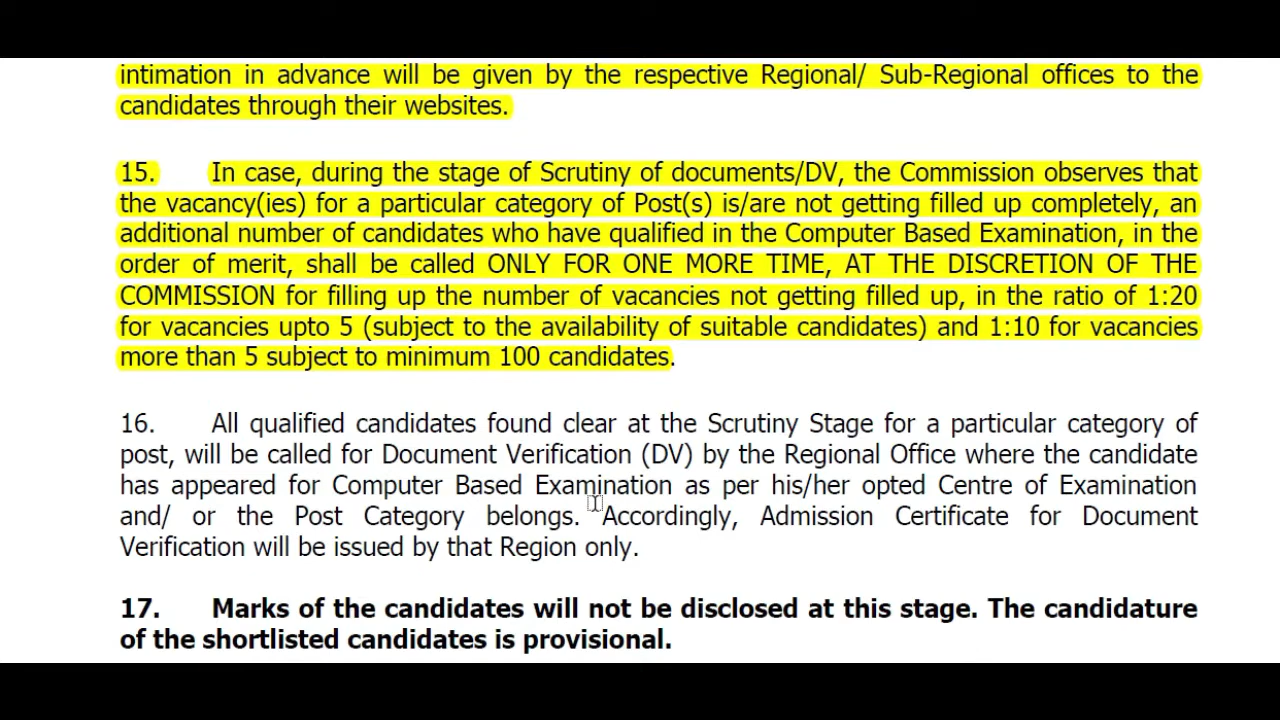 intimation in advance will be given by the respective Regional/ Sub-Regional offices to the
candidates through their websites.
15. In case, during the stage of Scrutiny of documents/DV, the Commission observes that
the vacancy(ies) for a particular category of Post(s) is/are not getting filled up completely, an
additional number of candidates who have qualified in the Computer Based Examination, in the
order of merit, shall be called ONLY FOR ONE MORE TIME, AT THE DISCRETION OF THE
COMMISSION for filling up the number of vacancies not getting filled up, in the ratio of 1:20
for vacancies upto 5 (subject to the availability of suitable candidates) and 1:10 for vacancies
more than 5 subject to minimum 100 candidates.
16. All qualified candidates found clear at the Scrutiny Stage for a particular category of
post, will be called for Document Verification (DV) by the Regional Office where the candidate
has appeared for Computer Based Examination as per his/her opted Centre of Examination
and/ or the Post Category belongs. Accordingly, Admission Certificate for Document
Verification will be issued by that Region only.
17. Marks of the candidates will not be disclosed at this stage. The candidature
of the shortlisted candidates is provisional.